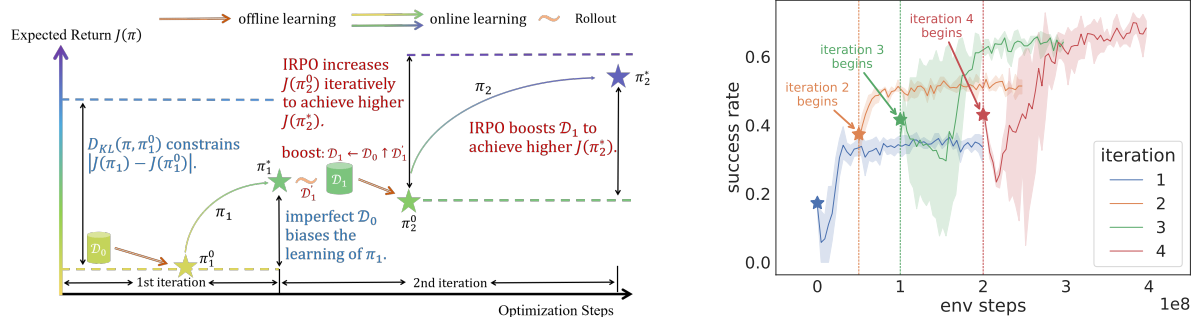 offline learning
online learning
Rollout
Expected Return J(π)
IRPO increases
J(π₂⁰) iteratively
to achieve higher
J(π₂*).
D_KL(π, π₁⁰) constrains
|J(π₁) − J(π₁⁰)|.
π₂
π₂*
IRPO boosts 𝒟₁ to
achieve higher J(π₂*).
boost: 𝒟₁ ← 𝒟₀ ↑ 𝒟₁′
π₁*
𝒟₁′
𝒟₁
π₁
π₂⁰
imperfect 𝒟₀
biases the
learning of π₁.
𝒟₀
π₁⁰
1st iteration
2nd iteration
Optimization Steps
success rate
0.6
0.4
0.2
0.0
iteration 4
begins
iteration 3
begins
iteration 2
begins
iteration
1
2
3
4
0
1
2
3
4
1e8
env steps